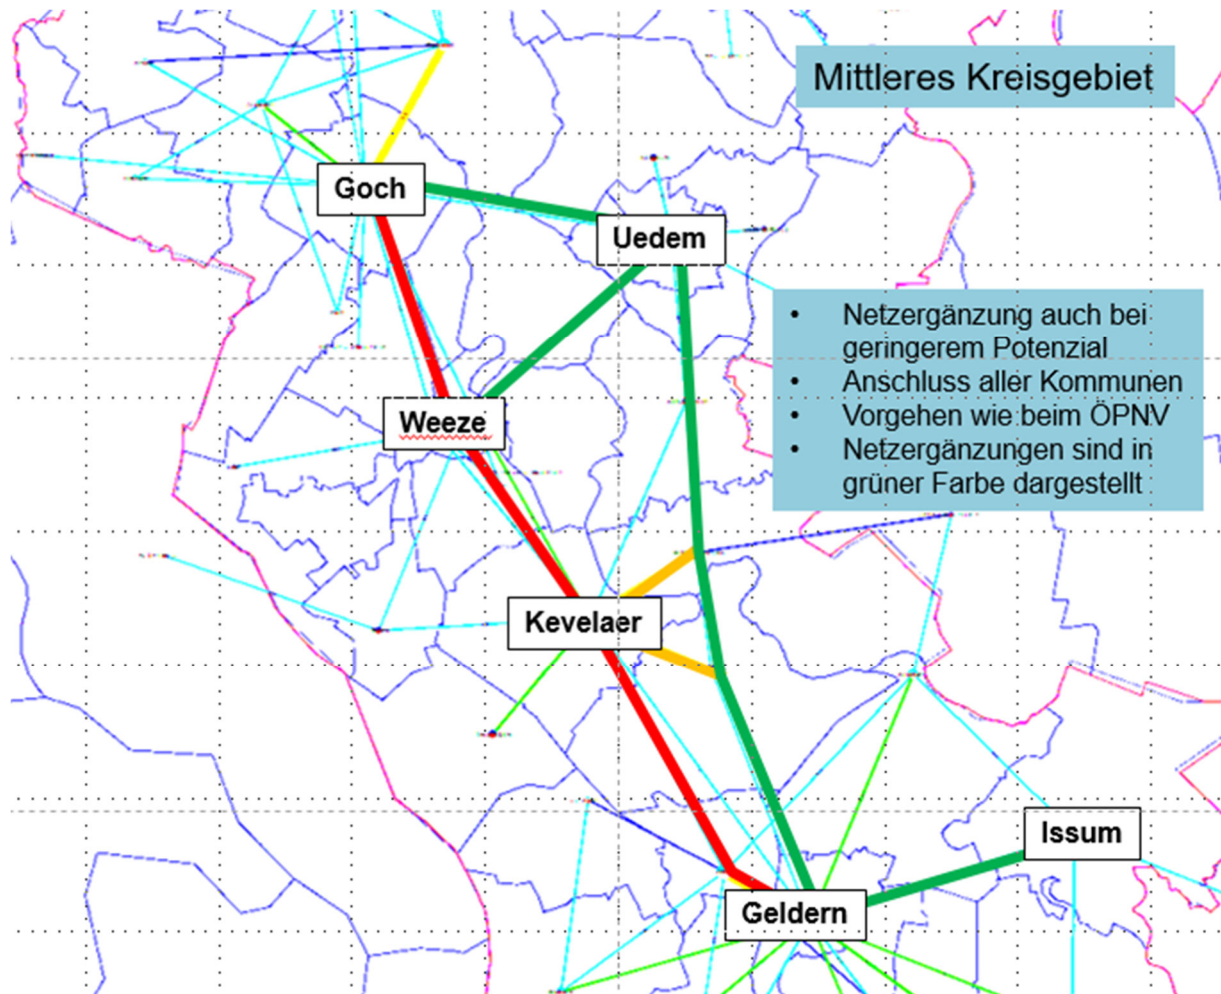 Mittleres Kreisgebiet
Goch
Uedem
• Netzergänzung auch bei
geringerem Potenzial
• Anschluss aller Kommunen
• Vorgehen wie beim ÖPNV
• Netzergänzungen sind in
grüner Farbe dargestellt
Weeze
Kevelaer
Issum
Geldern